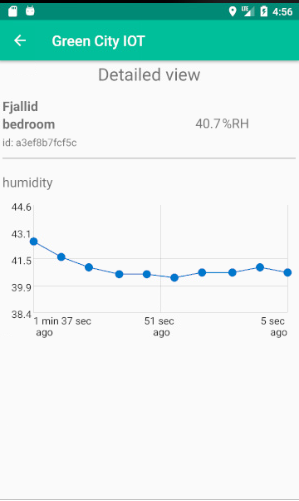 4:56
Green City IOT
Detailed view
Fjallid
bedroom
40.7%RH
id: a3ef8b7fcf5c
humidity
44.6
43.1
41.5
39.9
38.4
1 min 37 sec
ago
51 sec
ago
5 sec
ago